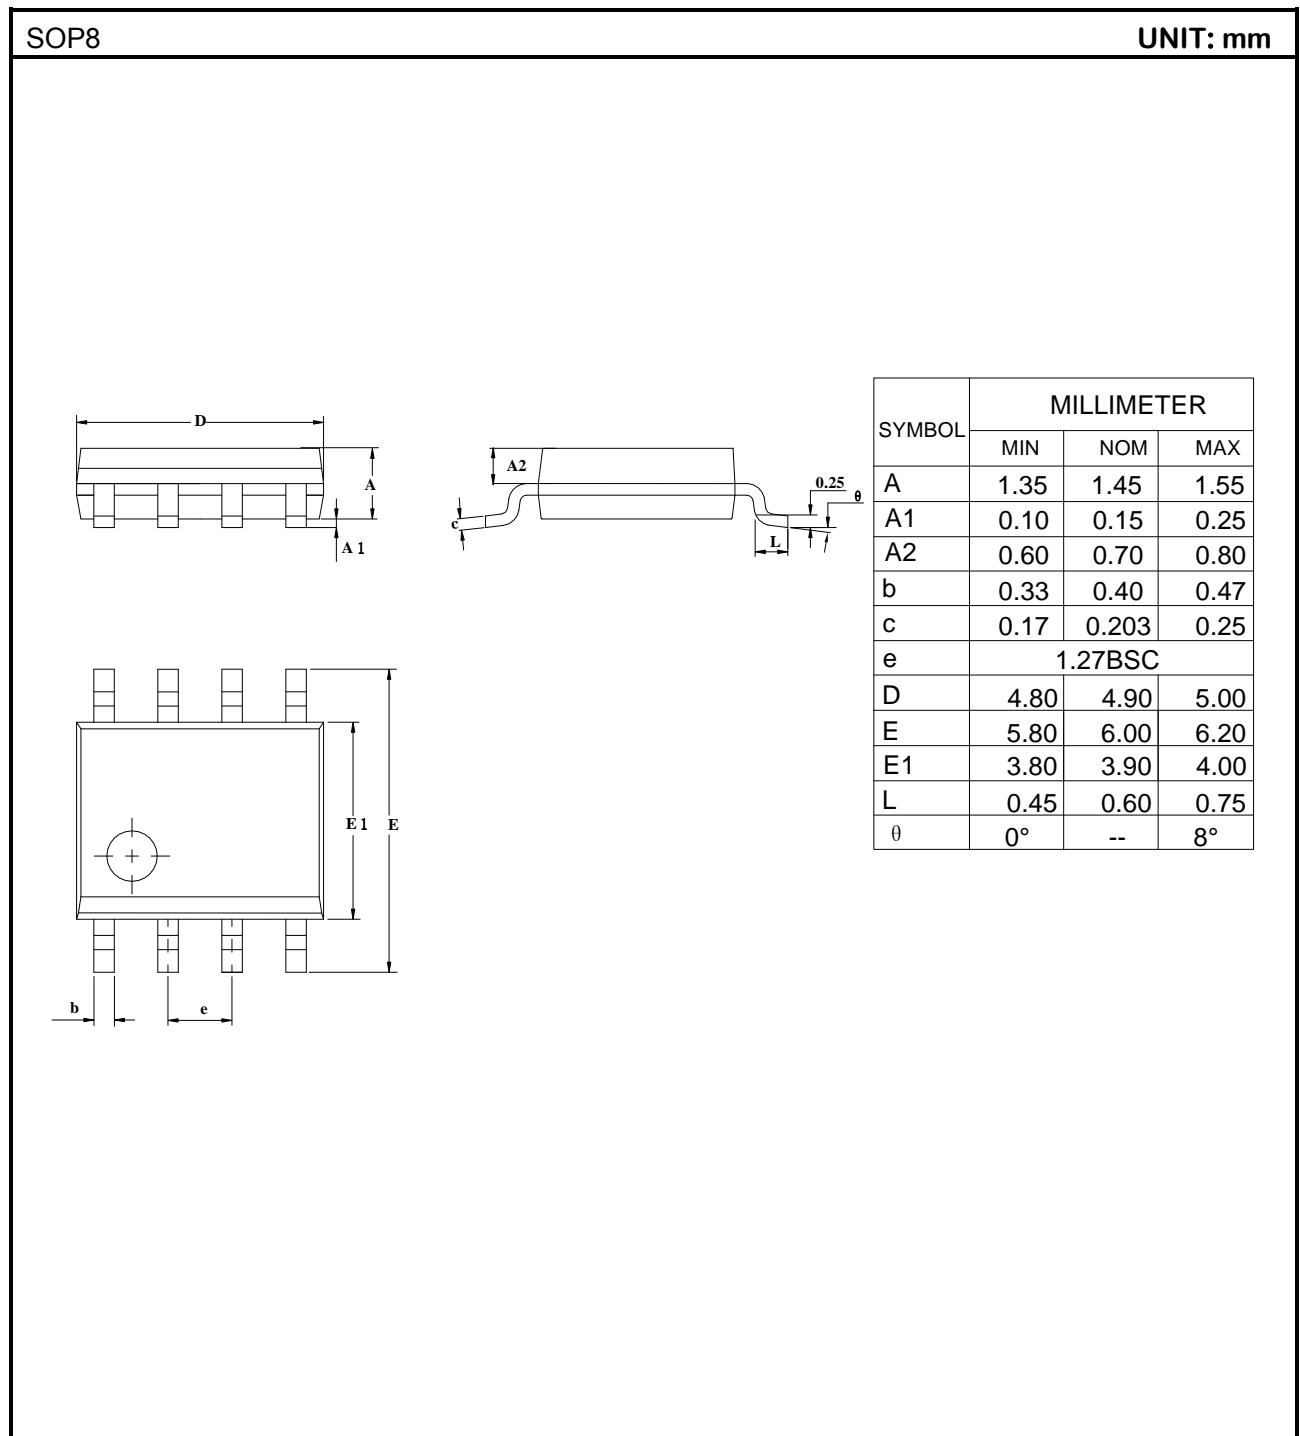 SOP8 UNIT: mm
D
A
A 1
A2
c
0.25
θ
L
E 1
E
b
e
SYMBOL MILLIMETER
MIN NOM MAX
A 1.35 1.45 1.55
A1 0.10 0.15 0.25
A2 0.60 0.70 0.80
b 0.33 0.40 0.47
c 0.17 0.203 0.25
e 1.27BSC
D 4.80 4.90 5.00
E 5.80 6.00 6.20
E1 3.80 3.90 4.00
L 0.45 0.60 0.75
θ 0° -- 8°